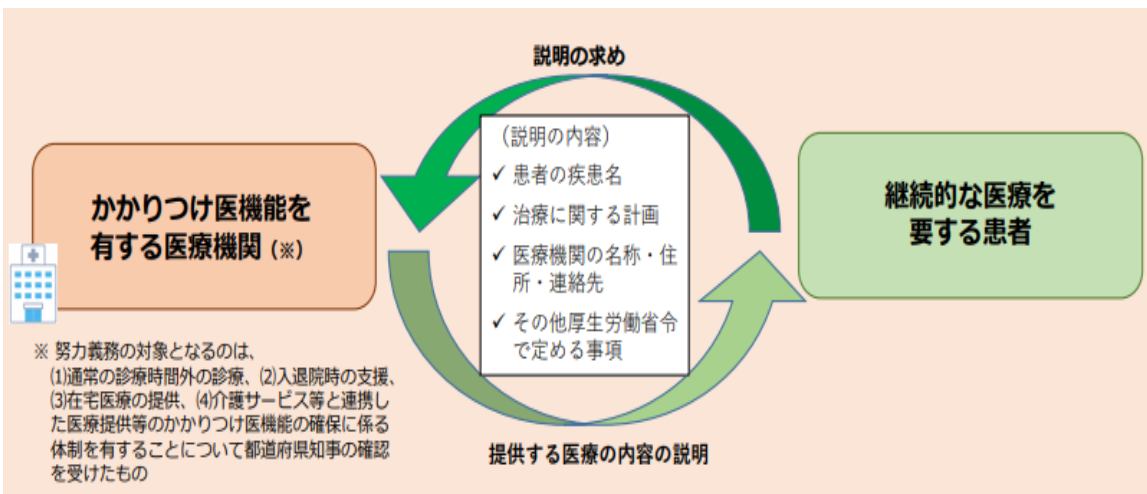 説明の求め
かかりつけ医機能を
有する医療機関（※）
（説明の内容）
✓ 患者の疾患名
✓ 治療に関する計画
✓ 医療機関の名称・住
所・連絡先
✓ その他厚生労働省令
で定める事項
継続的な医療を
要する患者
※ 努力義務の対象となるのは、
(1)通常の診療時間外の診療、(2)入退院時の支援、
(3)在宅医療の提供、(4)介護サービス等と連携し
た医療提供等のかかりつけ医機能の確保に係る
体制を有することについて都道府県知事の確認
を受けたもの
提供する医療の内容の説明